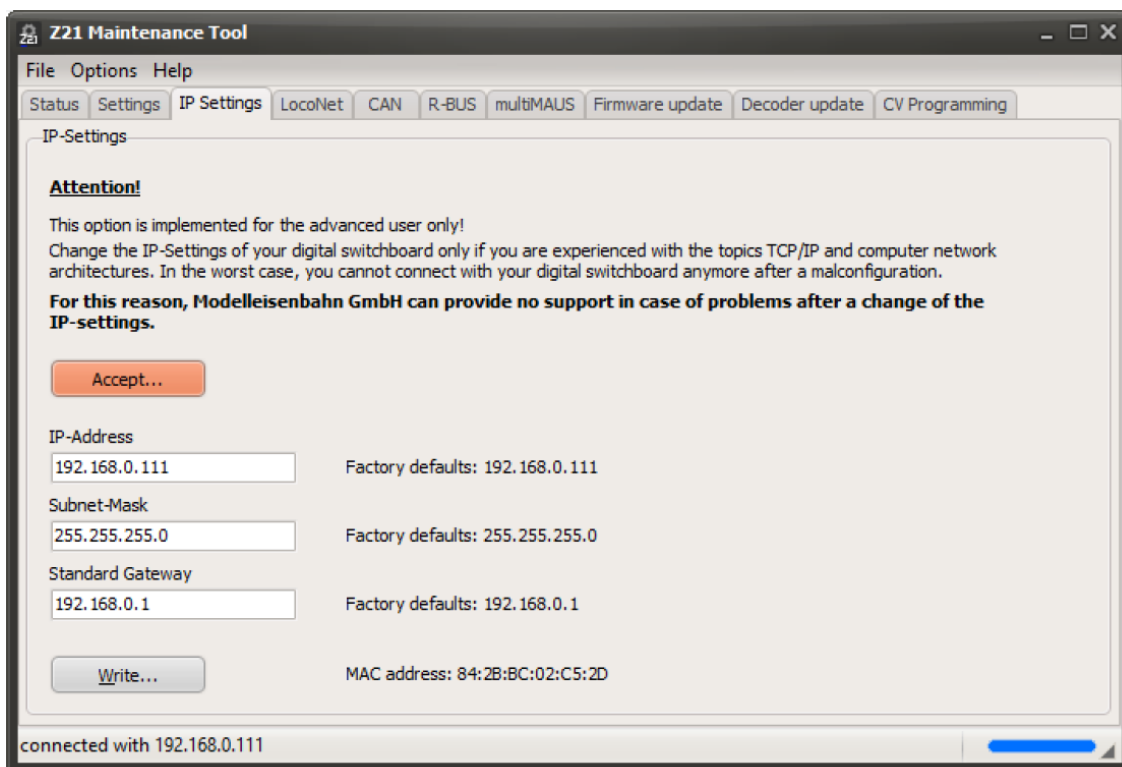 Z21 Maintenance Tool
File Options Help
Status Settings IP Settings LocoNet CAN R-BUS multiMAUS Firmware update Decoder update CV Programming
IP-Settings
Attention!
This option is implemented for the advanced user only!
Change the IP-Settings of your digital switchboard only if you are experienced with the topics TCP/IP and computer network
architectures. In the worst case, you cannot connect with your digital switchboard anymore after a malconfiguration.
For this reason, Modelleisenbahn GmbH can provide no support in case of problems after a change of the
IP-settings.
Accept...
IP-Address
192.168.0.111 Factory defaults: 192.168.0.111
Subnet-Mask
255.255.255.0 Factory defaults: 255.255.255.0
Standard Gateway
192.168.0.1 Factory defaults: 192.168.0.1
Write... MAC address: 84:2B:BC:02:C5:2D
connected with 192.168.0.111